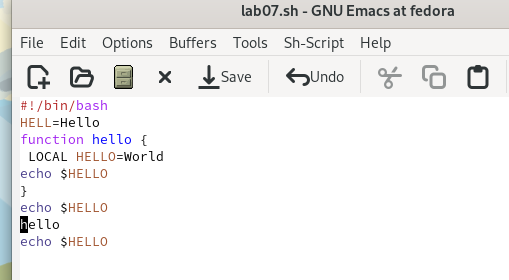 lab07.sh - GNU Emacs at fedora
File Edit Options Buffers Tools Sh-Script Help
Save Undo
#!/bin/bash
HELL=Hello
function hello {
 LOCAL HELLO=World
echo $HELLO
}
echo $HELLO
hello
echo $HELLO